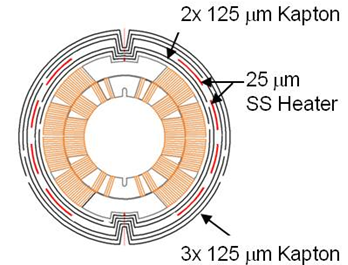 2x 125 μm Kapton
25 μm
SS Heater
3x 125 μm Kapton